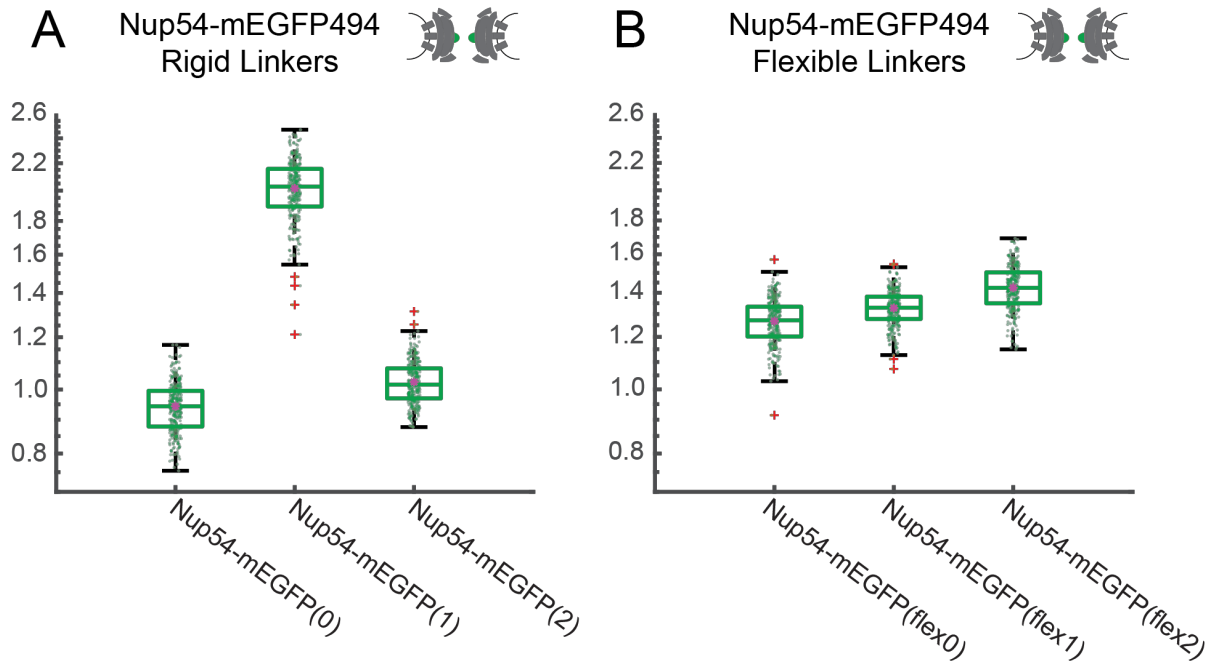 A
Nup54-mEGFP494
Rigid Linkers
2.6
2.2
1.8
1.6
1.4
1.2
1.0
0.8
Nup54-mEGFP(0)
Nup54-mEGFP(1)
Nup54-mEGFP(2)
B
Nup54-mEGFP494
Flexible Linkers
2.6
2.2
1.8
1.6
1.4
1.2
1.0
0.8
Nup54-mEGFP(flex0)
Nup54-mEGFP(flex1)
Nup54-mEGFP(flex2)